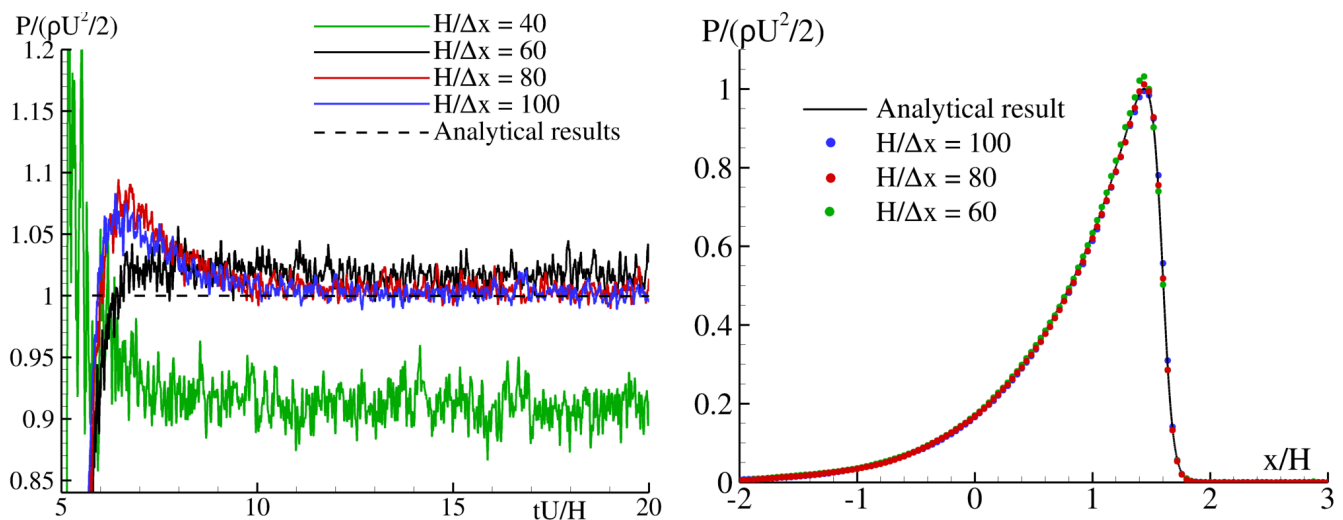 P/(ρU²/2)
1.2
1.15
1.1
1.05
1
0.95
0.9
0.85
5
10
15
20
tU/H
H/Δx = 40
H/Δx = 60
H/Δx = 80
H/Δx = 100
Analytical results
P/(ρU²/2)
1
0.8
0.6
0.4
0.2
0
-2
-1
0
1
2
3
x/H
Analytical result
H/Δx = 100
H/Δx = 80
H/Δx = 60